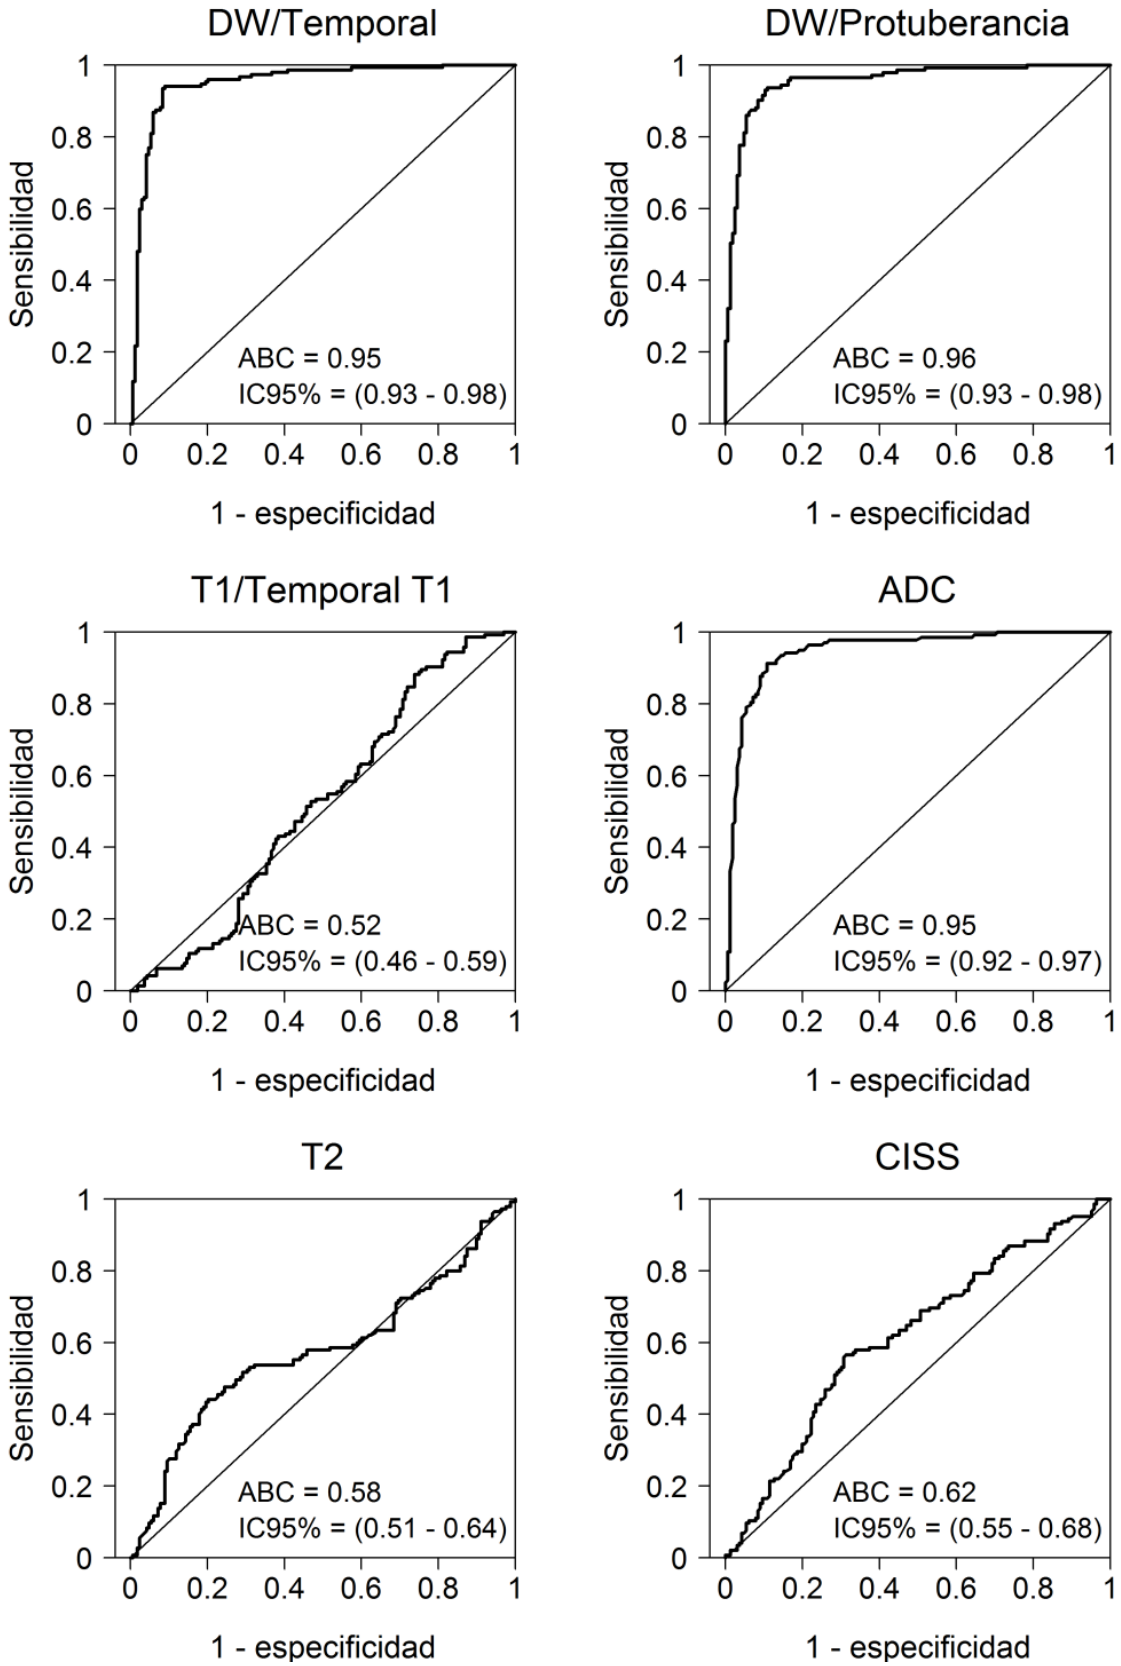 DW/Temporal
1
0.8
0.6
0.4
0.2
0
Sensibilidad
ABC = 0.95
IC95% = (0.93 - 0.98)
0 0.2 0.4 0.6 0.8 1
1 - especificidad
DW/Protuberancia
1
0.8
0.6
0.4
0.2
0
Sensibilidad
ABC = 0.96
IC95% = (0.93 - 0.98)
0 0.2 0.4 0.6 0.8 1
1 - especificidad
T1/Temporal T1
1
0.8
0.6
0.4
0.2
0
Sensibilidad
ABC = 0.52
IC95% = (0.46 - 0.59)
0 0.2 0.4 0.6 0.8 1
1 - especificidad
ADC
1
0.8
0.6
0.4
0.2
0
Sensibilidad
ABC = 0.95
IC95% = (0.92 - 0.97)
0 0.2 0.4 0.6 0.8 1
1 - especificidad
T2
1
0.8
0.6
0.4
0.2
0
Sensibilidad
ABC = 0.58
IC95% = (0.51 - 0.64)
0 0.2 0.4 0.6 0.8 1
1 - especificidad
CISS
1
0.8
0.6
0.4
0.2
0
Sensibilidad
ABC = 0.62
IC95% = (0.55 - 0.68)
0 0.2 0.4 0.6 0.8 1
1 - especificidad